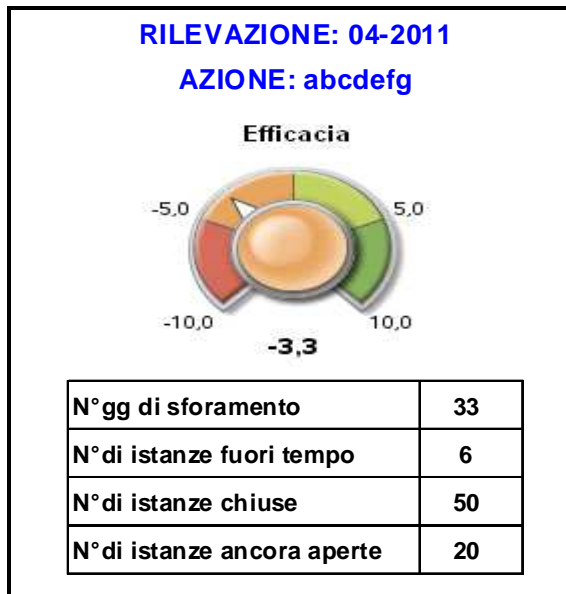 RILEVAZIONE: 04-2011
AZIONE: abcdefg
Efficacia
-5,0 5,0
-10,0 10,0
-3,3
N°gg di sforamento 33
N°di istanze fuori tempo 6
N°di istanze chiuse 50
N°di istanze ancora aperte 20